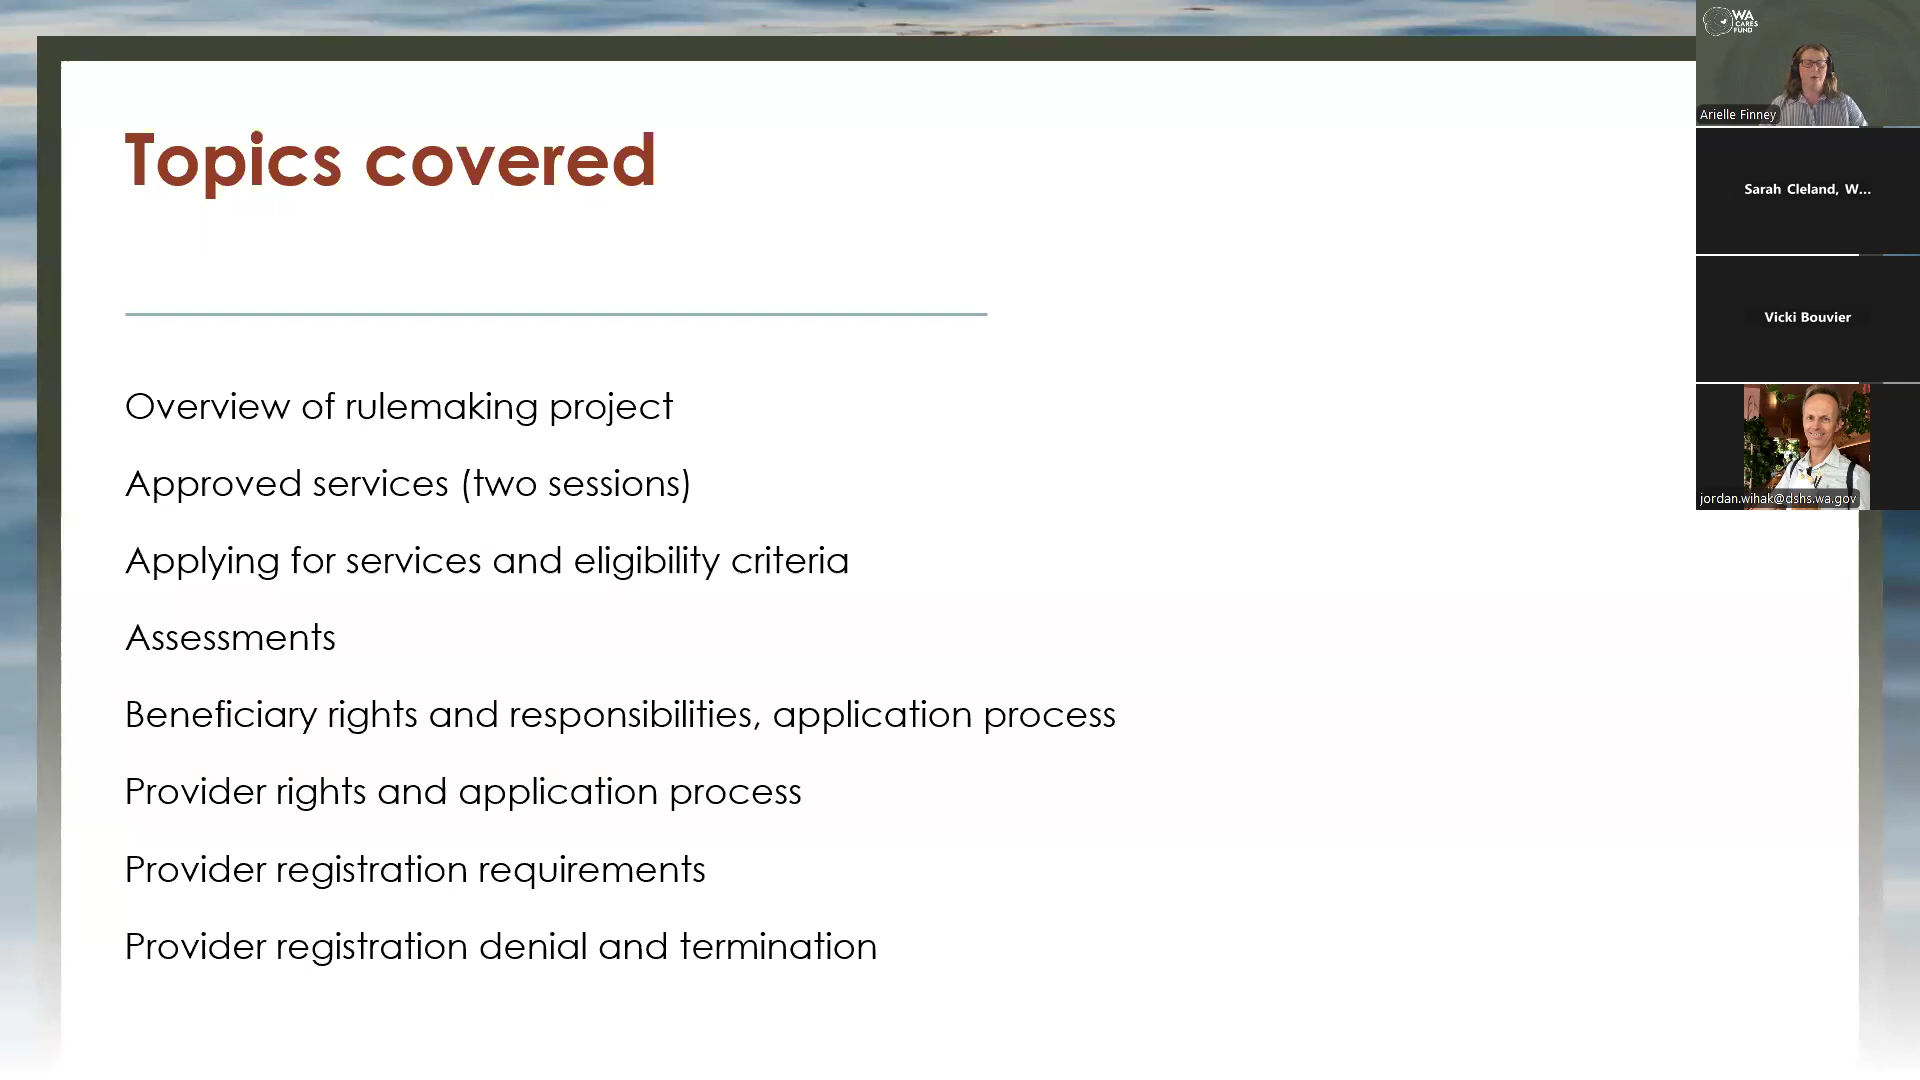 Topics covered
Overview of rulemaking project
Approved services (two sessions)
Applying for services and eligibility criteria
Assessments
Beneficiary rights and responsibilities, application process
Provider rights and application process
Provider registration requirements
Provider registration denial and termination
WA
CARES
FUND
Arielle Finney
Sarah Cleland, W...
Vicki Bouvier
jordan.wihak@dshs.wa.gov